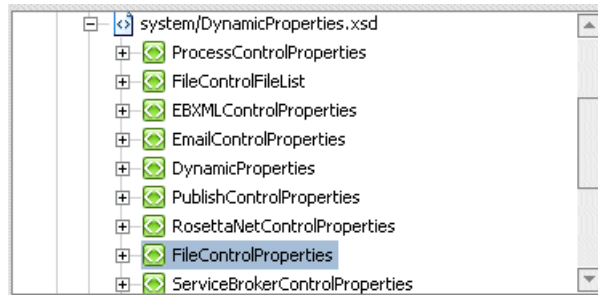 system/DynamicProperties.xsd
ProcessControlProperties
FileControlFileList
EBXMLControlProperties
EmailControlProperties
DynamicProperties
PublishControlProperties
RosettaNetControlProperties
FileControlProperties
ServiceBrokerControlProperties